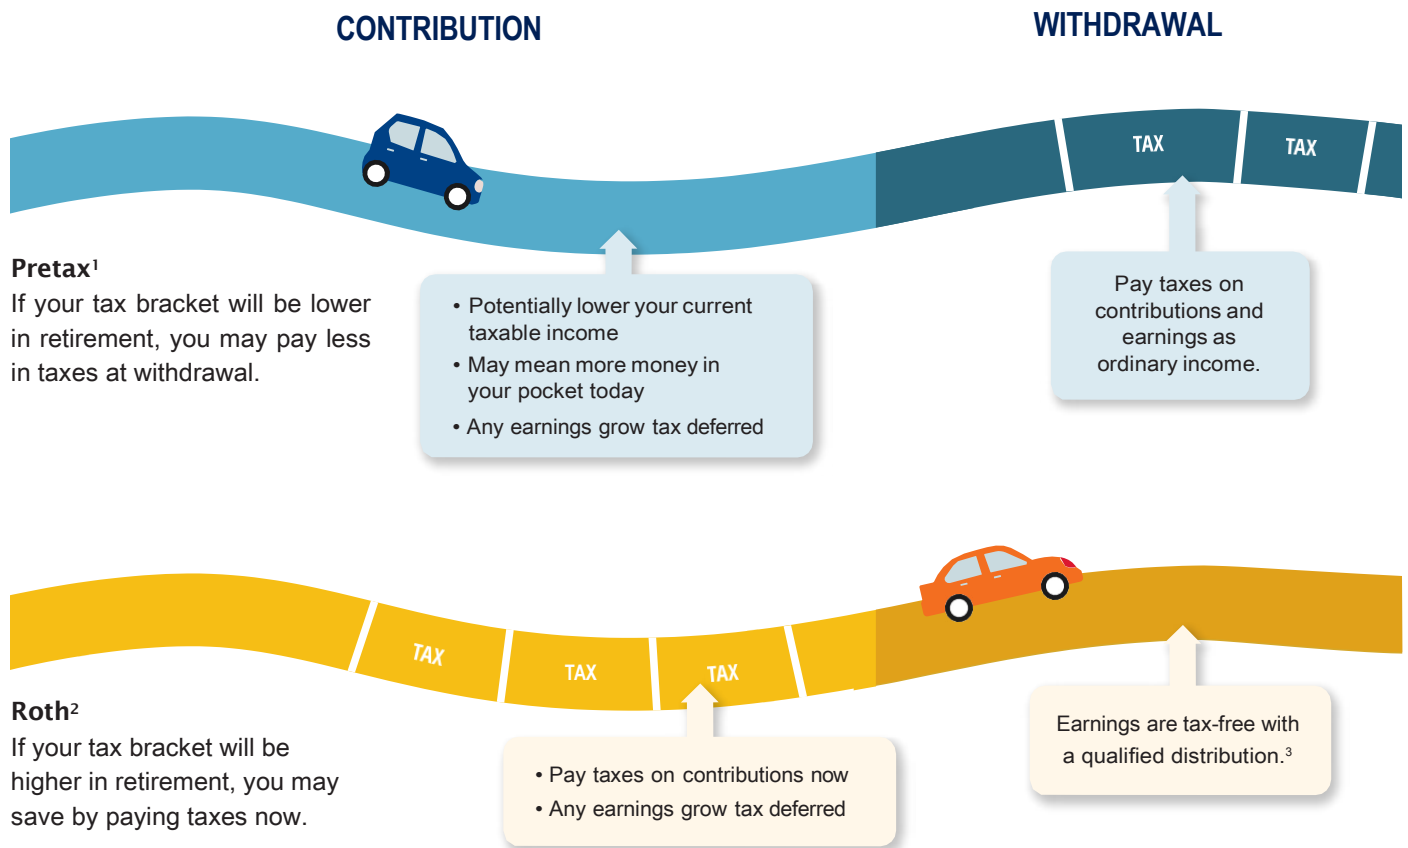 CONTRIBUTION
WITHDRAWAL
TAX
TAX
Pretax¹
If your tax bracket will be lower
in retirement, you may pay less
in taxes at withdrawal.
• Potentially lower your current
taxable income
• May mean more money in
your pocket today
• Any earnings grow tax deferred
Pay taxes on
contributions and
earnings as
ordinary income.
TAX
TAX
TAX
Roth²
If your tax bracket will be
higher in retirement, you may
save by paying taxes now.
• Pay taxes on contributions now
• Any earnings grow tax deferred
Earnings are tax-free with
a qualified distribution.³